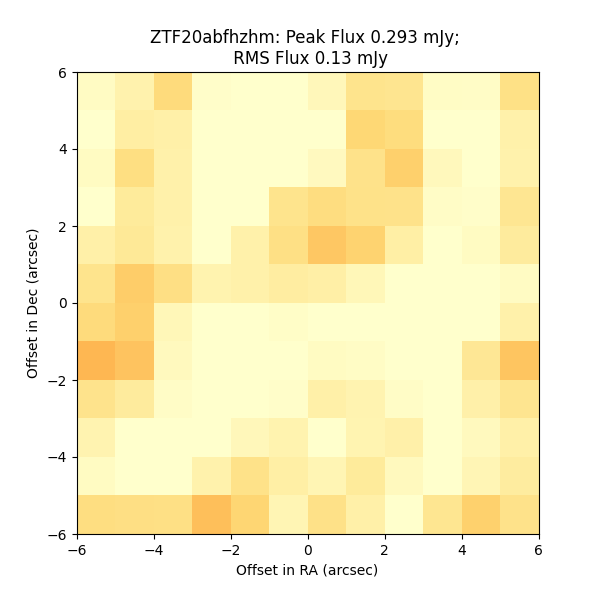 ZTF20abfhzhm: Peak Flux 0.293 mJy;
RMS Flux 0.13 mJy
6
4
2
0
−2
−4
−6
Offset in Dec (arcsec)
−6 −4 −2 0 2 4 6
Offset in RA (arcsec)